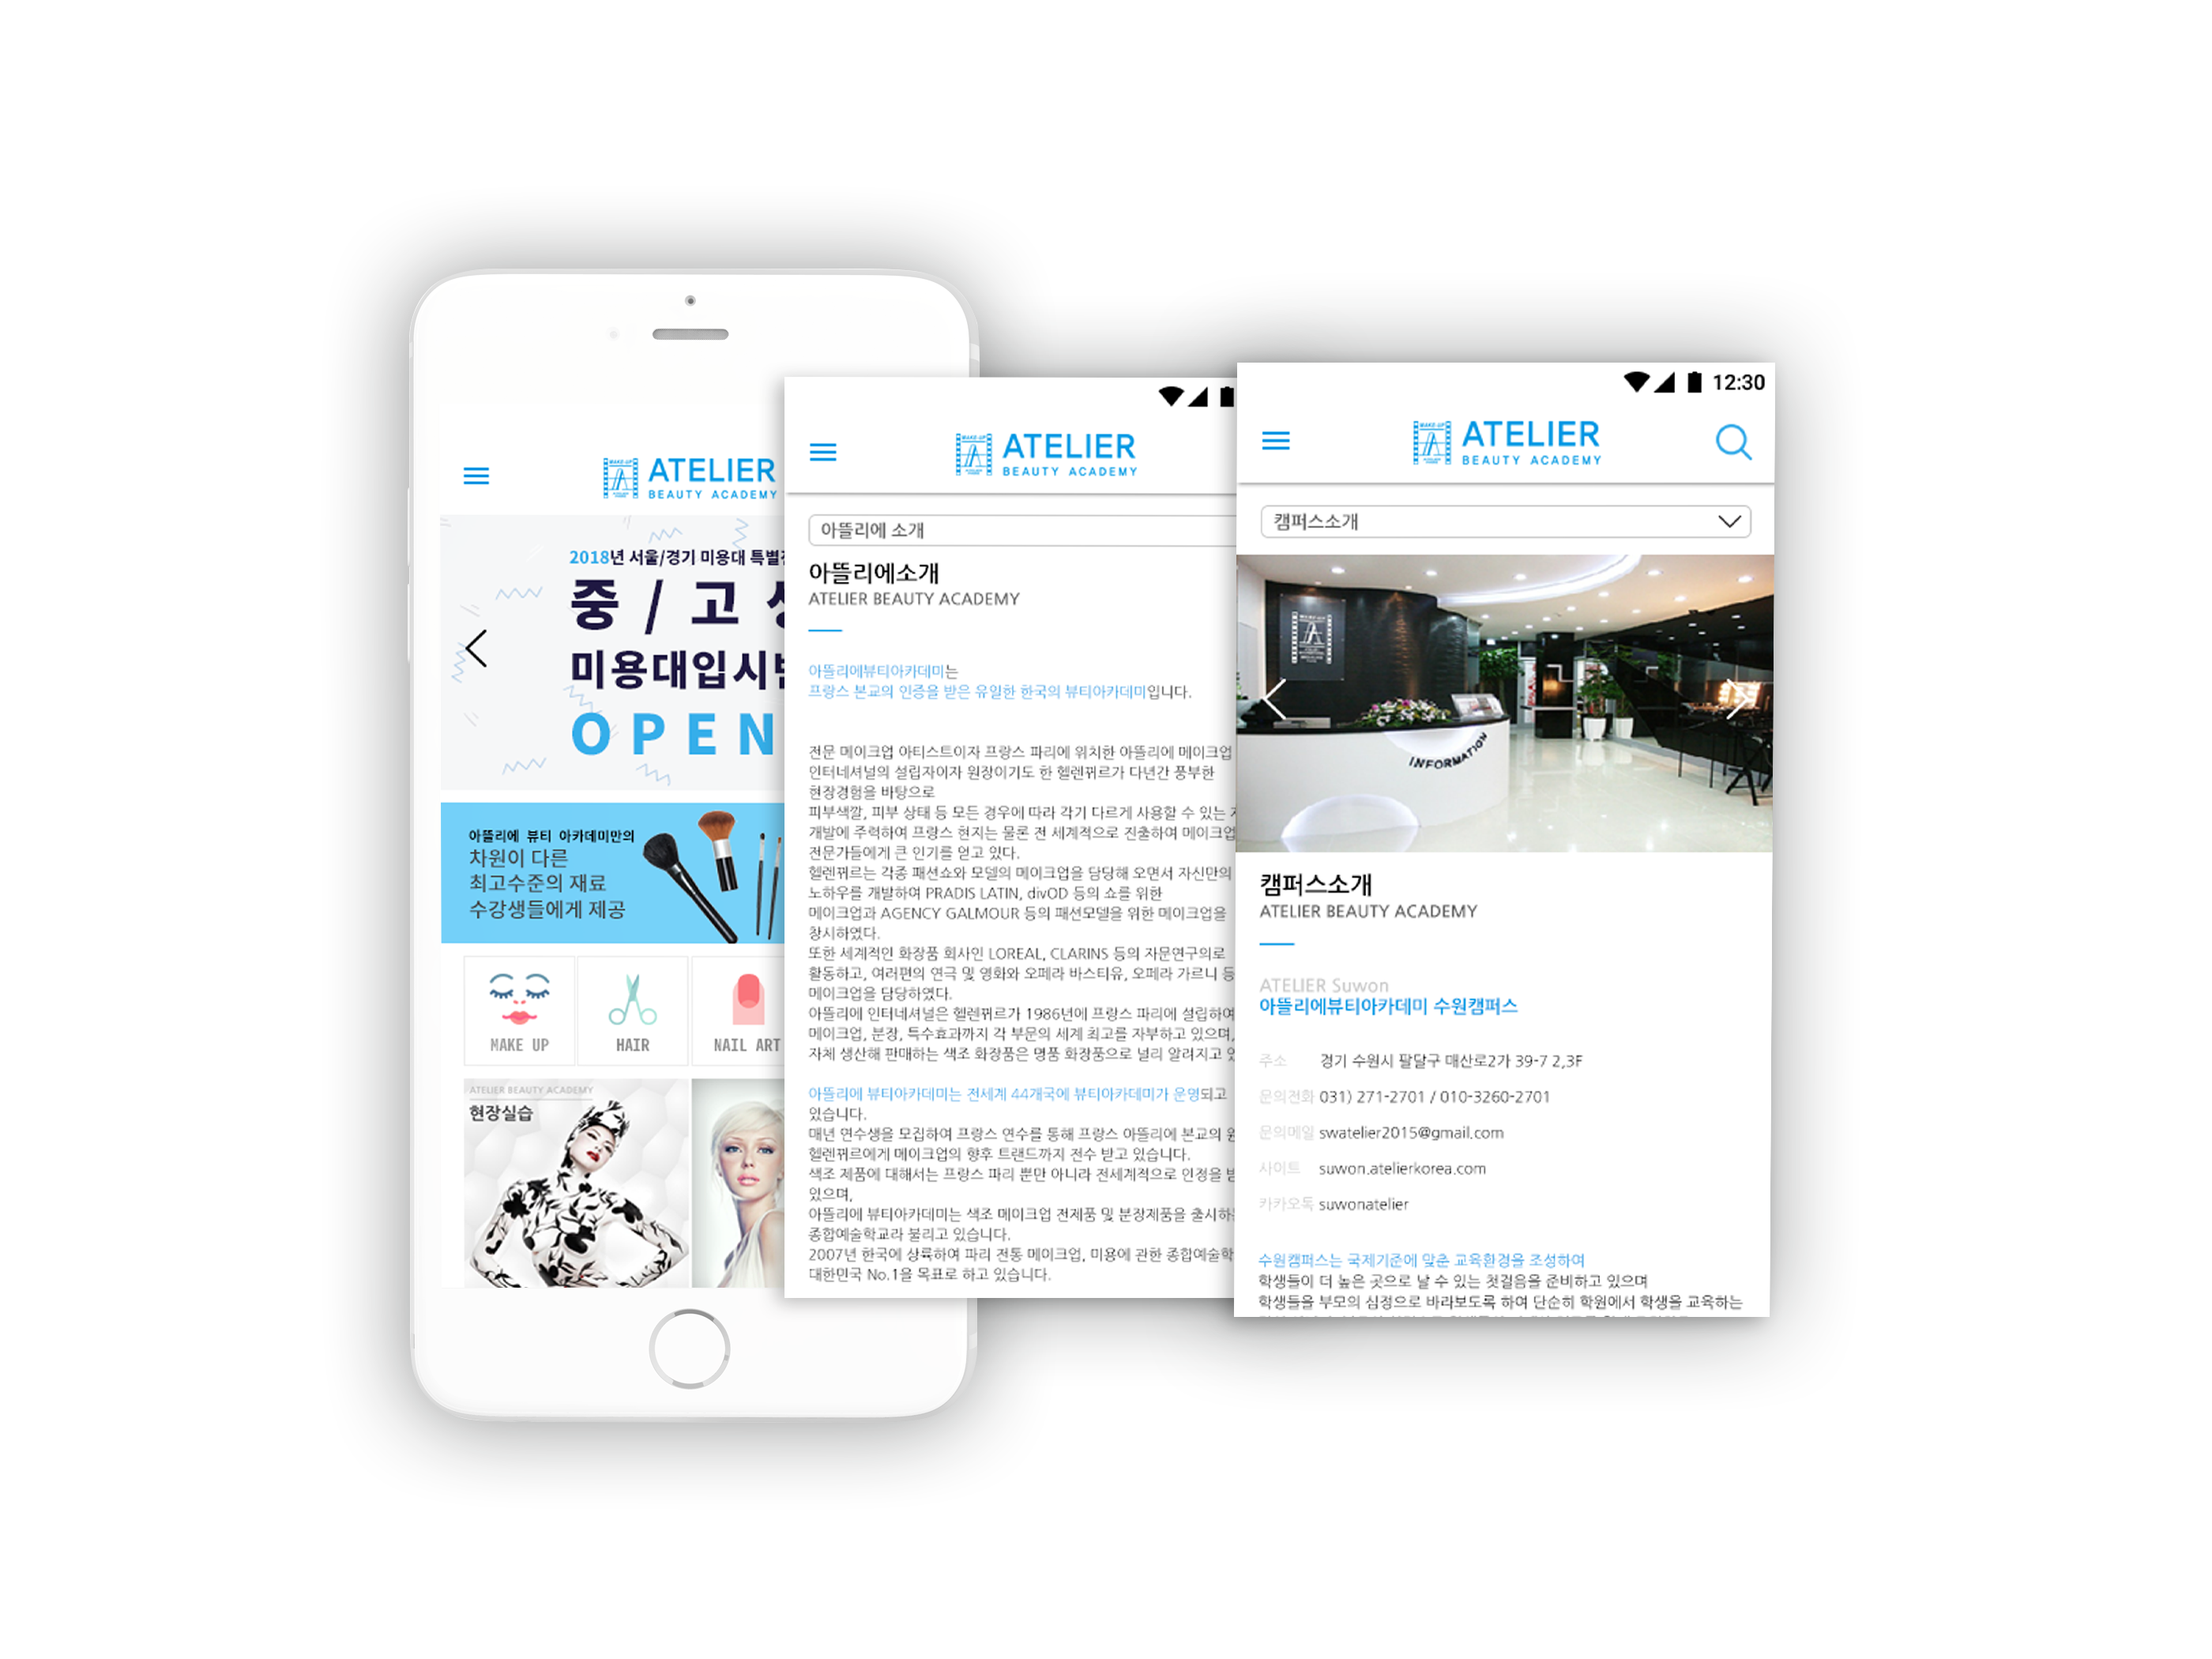 MAKE-UP
ATELIER
BEAUTY ACADEMY
2018년 서울/경기 미용대 특별
중 / 고
미용대입시
OPEN
아뜰리에 뷰티 아카데미만의
차원이 다른
최고수준의 재료
수강생들에게 제공
MAKE UP
HAIR
NAIL ART
ATELIER BEAUTY ACADEMY
현장실습
MAKE-UP
ATELIER
BEAUTY ACADEMY
아뜰리에 소개
아뜰리에소개
ATELIER BEAUTY ACADEMY
아뜰리에뷰티아카데미는
프랑스 본교의 인증을 받은 유일한 한국의 뷰티아카데미입니다.
전문 메이크업 아티스트이자 프랑스 파리에 위치한 아뜰리에 메이크업
인터네셔널의 설립자이자 원장이기도 한 헬렌뀌르가 다년간 풍부한
현장경험을 바탕으로
피부색깔, 피부 상태 등 모든 경우에 따라 각기 다르게 사용할 수 있는
개발에 주력하여 프랑스 현지는 물론 전 세계적으로 진출하여 메이크업
전문가들에게 큰 인기를 얻고 있다.
헬렌뀌르는 각종 패션쇼와 모델의 메이크업을 담당해 오면서 자신만의
노하우를 개발하여 PRADIS LATIN, divOD 등의 쇼를 위한
메이크업과 AGENCY GALMOUR 등의 패션모델을 위한 메이크업을
창시하였다.
또한 세계적인 화장품 회사인 LOREAL, CLARINS 등의 자문연구의로
활동하고, 여러편의 연극 및 영화와 오페라 바스티유, 오페라 가르니 등
메이크업을 담당하였다.
아뜰리에 인터네셔널은 헬렌뀌르가 1986년에 프랑스 파리에 설립하여
메이크업, 분장, 특수효과까지 각 부문의 세계 최고를 자부하고 있으며,
자체 생산해 판매하는 색조 화장품은 명품 화장품으로 널리 알려지고
아뜰리에 뷰티아카데미는 전세계 44개국에 뷰티아카데미가 운영되고
있습니다.
매년 연수생을 모집하여 프랑스 연수를 통해 프랑스 아뜰리에 본교의
헬렌뀌르에게 메이크업의 향후 트랜드까지 전수 받고 있습니다.
색조 제품에 대해서는 프랑스 파리 뿐만 아니라 전세계적으로 인정을
있으며,
아뜰리에 뷰티아카데미는 색조 메이크업 전제품 및 분장제품을 출시하
종합예술학교라 불리고 있습니다.
2007년 한국에 상륙하여 파리 전통 메이크업, 미용에 관한 종합예술학
대한민국 No.1을 목표로 하고 있습니다.
12:30
MAKE-UP
ATELIER
BEAUTY ACADEMY
캠퍼스소개
INFORMATION
캠퍼스소개
ATELIER BEAUTY ACADEMY
ATELIER Suwon
아뜰리에뷰티아카데미 수원캠퍼스
주소 경기 수원시 팔달구 매산로2가 39-7 2,3F
문의전화 031) 271-2701 / 010-3260-2701
문의메일 swatelier2015@gmail.com
사이트 suwon.atelierkorea.com
카카오톡 suwonatelier
수원캠퍼스는 국제기준에 맞춘 교육환경을 조성하여
학생들이 더 높은 곳으로 날 수 있는 첫걸음을 준비하고 있으며
학생들을 부모의 심정으로 바라보도록 하여 단순히 학원에서 학생을 교육하는